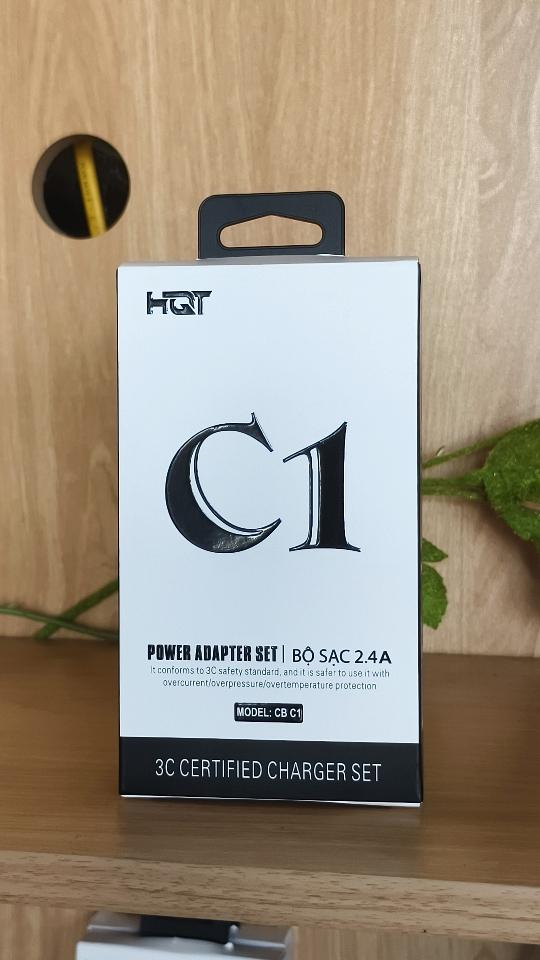 HQT
C1
POWER ADAPTER SET | BỘ SẠC 2.4A
It conforms to 3C safety standard, and it is safer to use it with
overcurrent/overpressure/overtemperature protection
MODEL: CB C1
3C CERTIFIED CHARGER SET